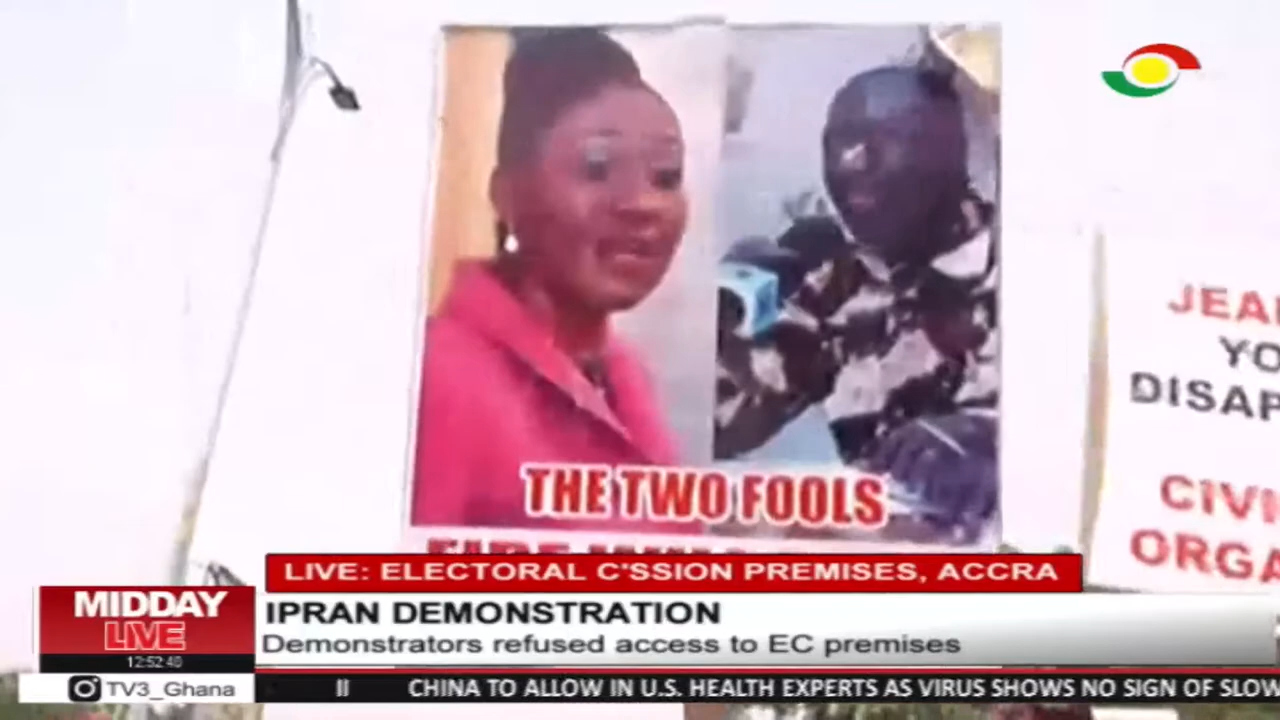 THE TWO FOOLS
JEA
YO
DISAP
CIVI
ORGA
LIVE: ELECTORAL C'SSION PREMISES, ACCRA
MIDDAY
LIVE
IPRAN DEMONSTRATION
Demonstrators refused access to EC premises
12:52:40
TV3_Ghana
CHINA TO ALLOW IN U.S. HEALTH EXPERTS AS VIRUS SHOWS NO SIGN OF SLOW